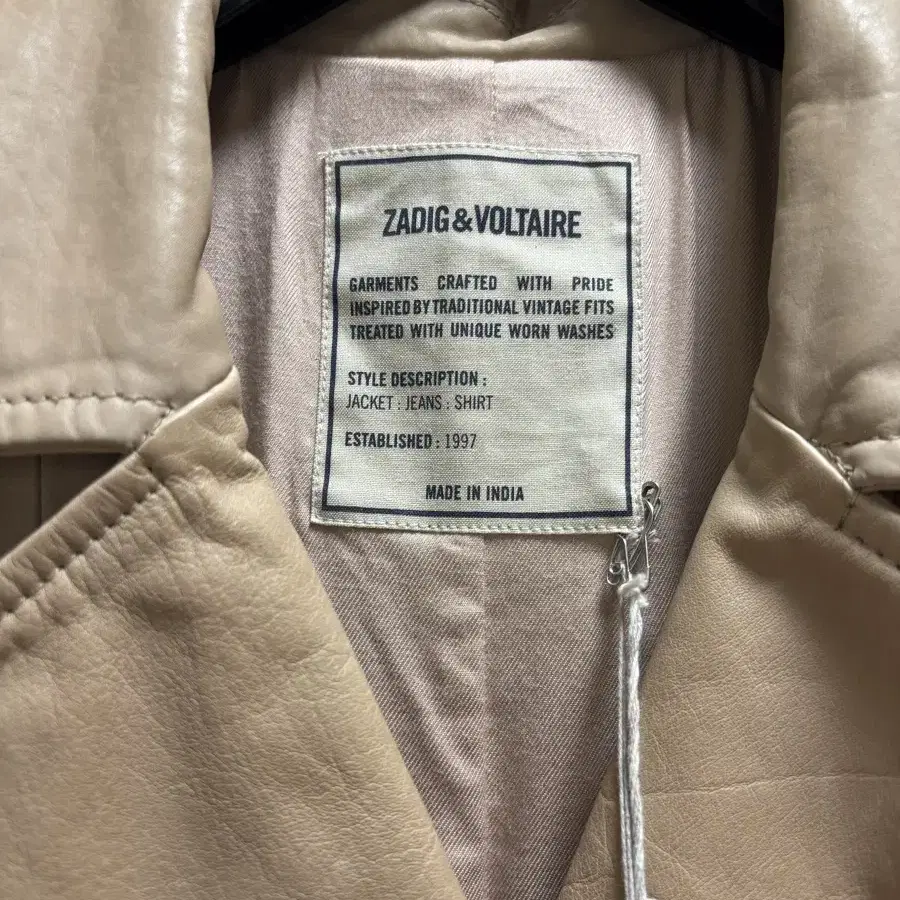 ZADIG&VOLTAIRE
GARMENTS CRAFTED WITH PRIDE
INSPIRED BY TRADITIONAL VINTAGE FITS
TREATED WITH UNIQUE WORN WASHES
STYLE DESCRIPTION :
JACKET : JEANS : SHIRT
ESTABLISHED : 1997
MADE IN INDIA